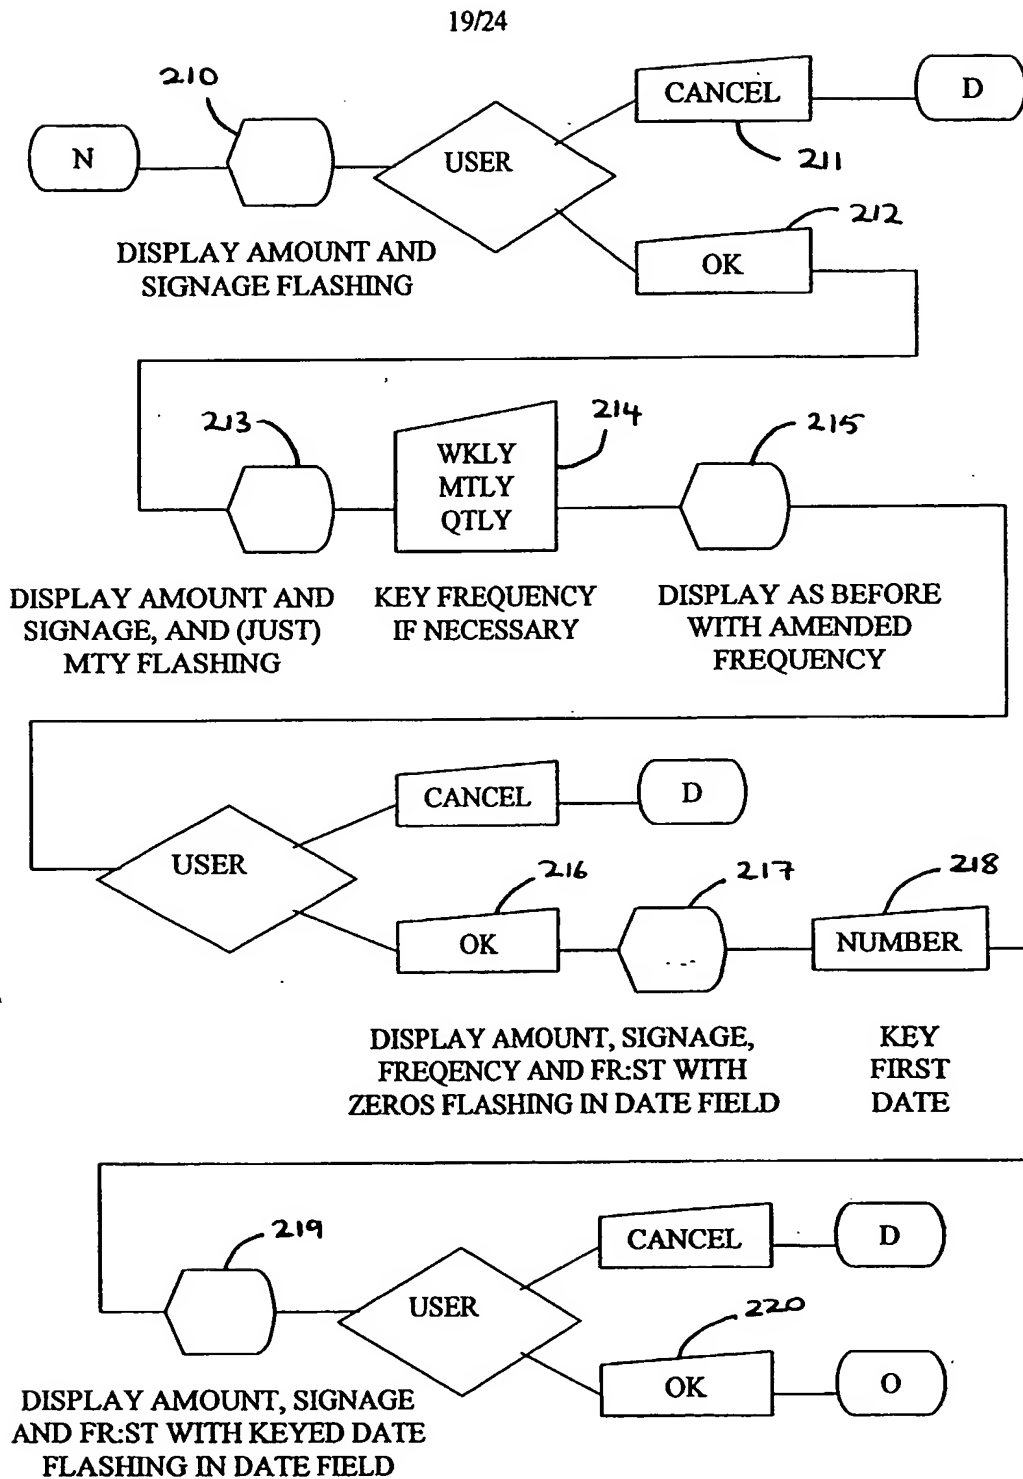 19/24
210
N
USER
CANCEL
D
211
212
OK
DISPLAY AMOUNT AND
SIGNAGE FLASHING
213
214
215
WKLY
MTLY
QTLY
DISPLAY AMOUNT AND
SIGNAGE, AND (JUST)
MTY FLASHING
KEY FREQUENCY
IF NECESSARY
DISPLAY AS BEFORE
WITH AMENDED
FREQUENCY
USER
CANCEL
D
216
217
218
OK
NUMBER
DISPLAY AMOUNT, SIGNAGE,
FREQENCY AND FR:ST WITH
ZEROS FLASHING IN DATE FIELD
KEY
FIRST
DATE
219
USER
CANCEL
D
220
OK
O
DISPLAY AMOUNT, SIGNAGE
AND FR:ST WITH KEYED DATE
FLASHING IN DATE FIELD